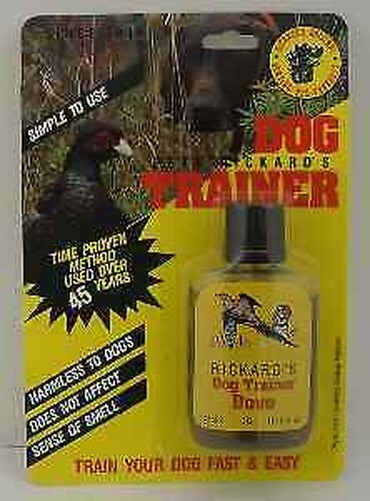 SIMPLE TO USE
DOG
RICKARD'S
TRAINER
TIME PROVEN
METHOD
USED OVER
45 YEARS
HARMLESS TO DOGS
DOES NOT AFFECT
SENSE OF SMELL
RICKARD'S
Dog Trainer
Dove
TRAIN YOUR DOG FAST & EASY